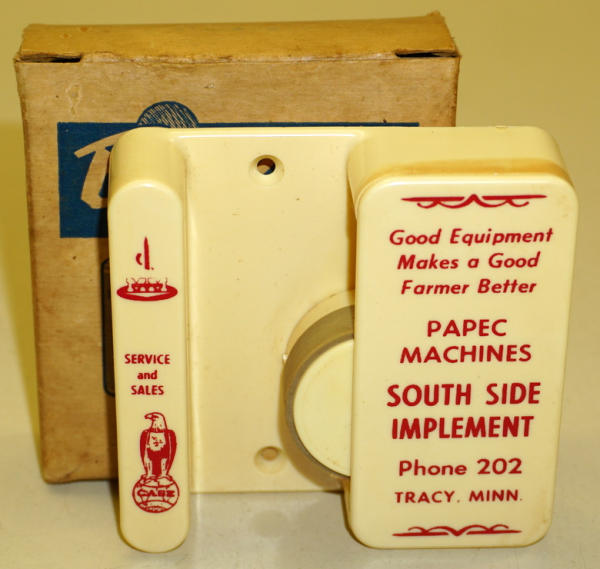 SERVICE
and
SALES
CASE
Good Equipment
Makes a Good
Farmer Better
PAPEC
MACHINES
SOUTH SIDE
IMPLEMENT
Phone 202
TRACY, MINN.